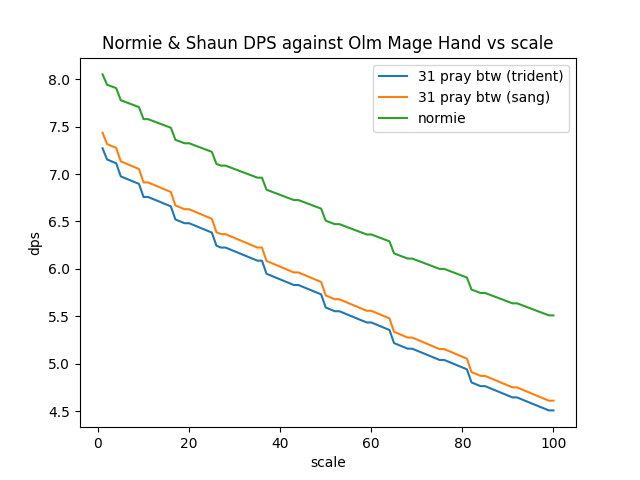 Normie & Shaun DPS against Olm Mage Hand vs scale
31 pray btw (trident)
31 pray btw (sang)
normie
8.0
7.5
7.0
6.5
6.0
5.5
5.0
4.5
dps
0 20 40 60 80 100
scale